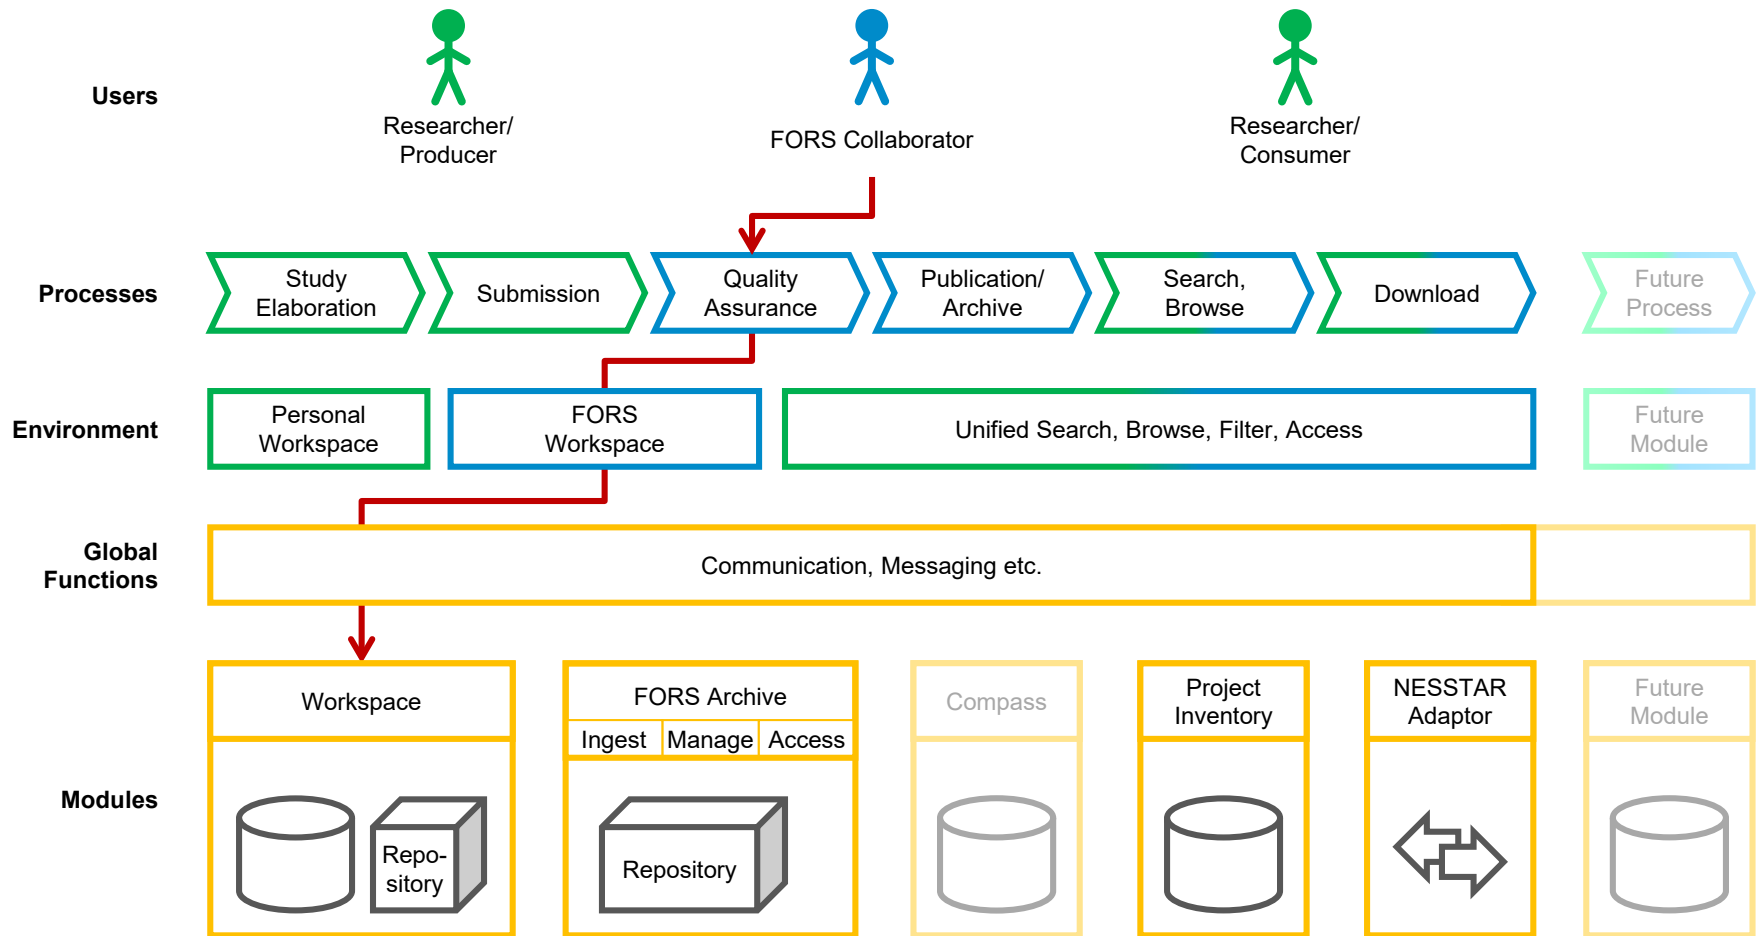 Users
Researcher/
Producer
FORS Collaborator
Researcher/
Consumer
Processes
Study
Elaboration
Submission
Quality
Assurance
Publication/
Archive
Search,
Browse
Download
Future
Process
Environment
Personal
Workspace
FORS
Workspace
Unified Search, Browse, Filter, Access
Future
Module
Global
Functions
Communication, Messaging etc.
Modules
Workspace
Repo-
sitory
FORS Archive
Ingest
Manage
Access
Repository
Compass
Project
Inventory
NESSTAR
Adaptor
Future
Module